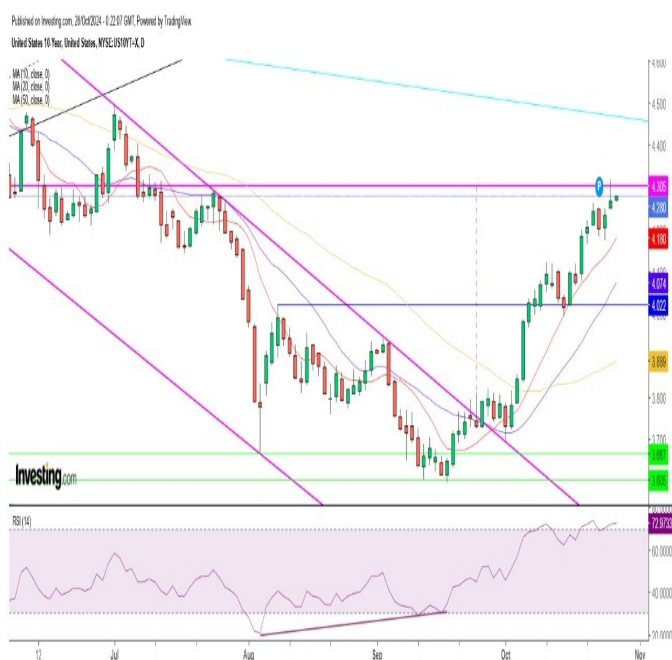 Published on Investing.com, 28/Oct/2024 - 0:22:07 GMT, Powered by TradingView.
United States 10-Year, United States, NYSE:US10YT=X, D
MA (10, close, 0)
MA (20, close, 0)
MA (50, close, 0)
4.600
4.500
4.400
4.305
4.280
4.180
4.074
4.022
3.889
3.800
3.700
3.667
3.605
P
Investing.com
RSI (14)
80.0000
72.9733
60.0000
40.0000
20.0000
12
Jul
Aug
Sep
Oct
Nov